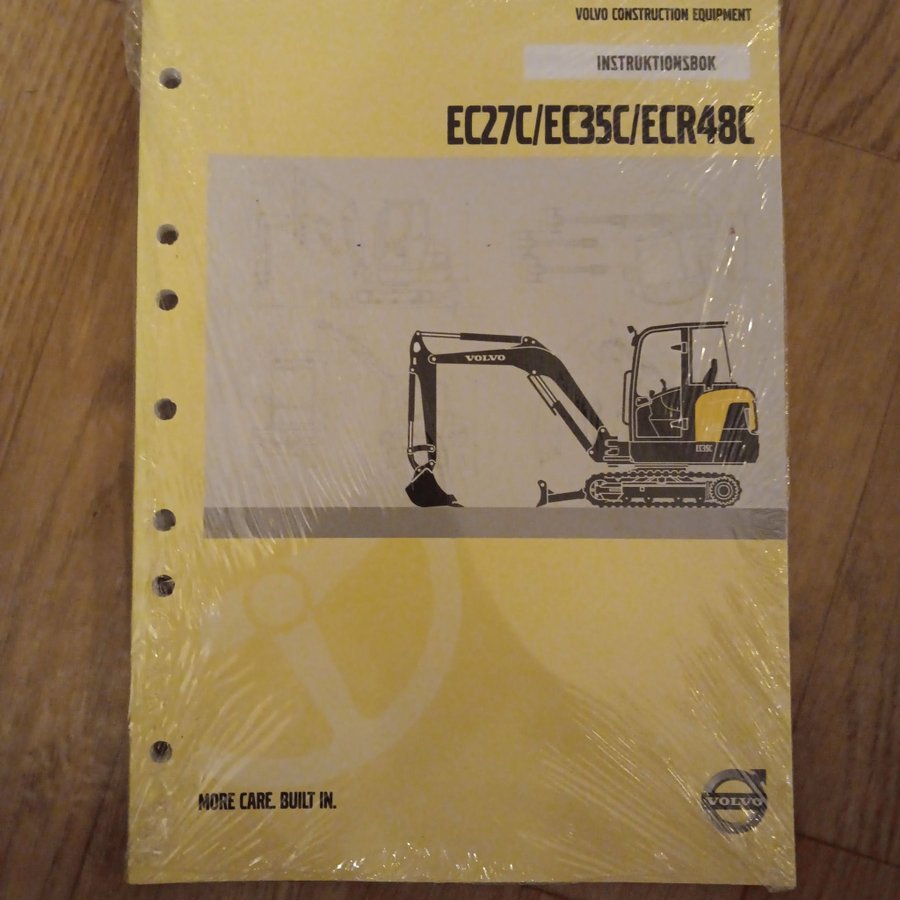 VOLVO CONSTRUCTION EQUIPMENT
INSTRUKTIONSBOK
EC27C/EC35C/ECR48C
VOLVO
EC35C
MORE CARE. BUILT IN.
VOLVO